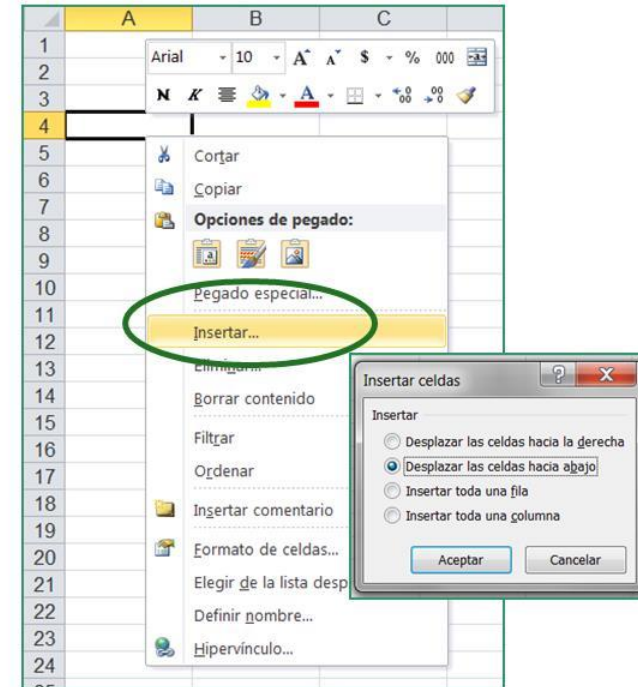 A B C
1
2
3
4
5
6
7
8
9
10
11
12
13
14
15
16
17
18
19
20
21
22
23
24
Arial 10 A A $ % 000 a
N K A
Cortar
Copiar
Opciones de pegado:
Pegado especial...
Insertar...
Eliminar...
Borrar contenido
Filtrar
Ordenar
Insertar comentario
Formato de celdas...
Elegir de la lista desp
Definir nombre...
Hipervínculo...
Insertar celdas
Insertar
Desplazar las celdas hacia la derecha
Desplazar las celdas hacia abajo
Insertar toda una fila
Insertar toda una columna
Aceptar Cancelar